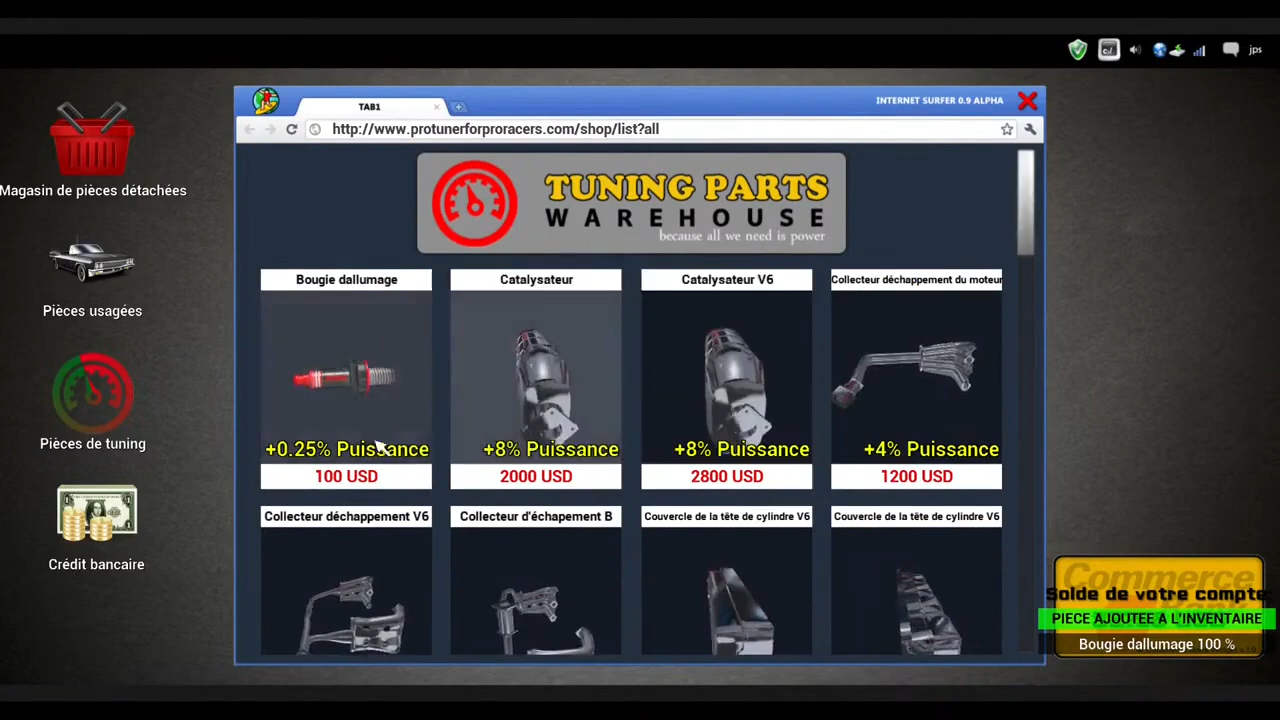 jps
TAB1
INTERNET SURFER 0.9 ALPHA
http://www.protunerforproracers.com/shop/list?all
Magasin de pièces détachées
Pièces usagées
Pièces de tuning
Crédit bancaire
TUNING PARTS
WAREHOUSE
because all we need is power
Bougie dallumage
Catalysateur
Catalysateur V6
Collecteur déchappement du moteur
+0.25% Puissance
+8% Puissance
+8% Puissance
+4% Puissance
100 USD
2000 USD
2800 USD
1200 USD
Collecteur déchappement V6
Collecteur d'échapement B
Couvercle de la tête de cylindre V6
Couvercle de la tête de cylindre V6
Commerce
Solde de votre compte:
PIECE AJOUTEE A L'INVENTAIRE
Bougie dallumage 100 %